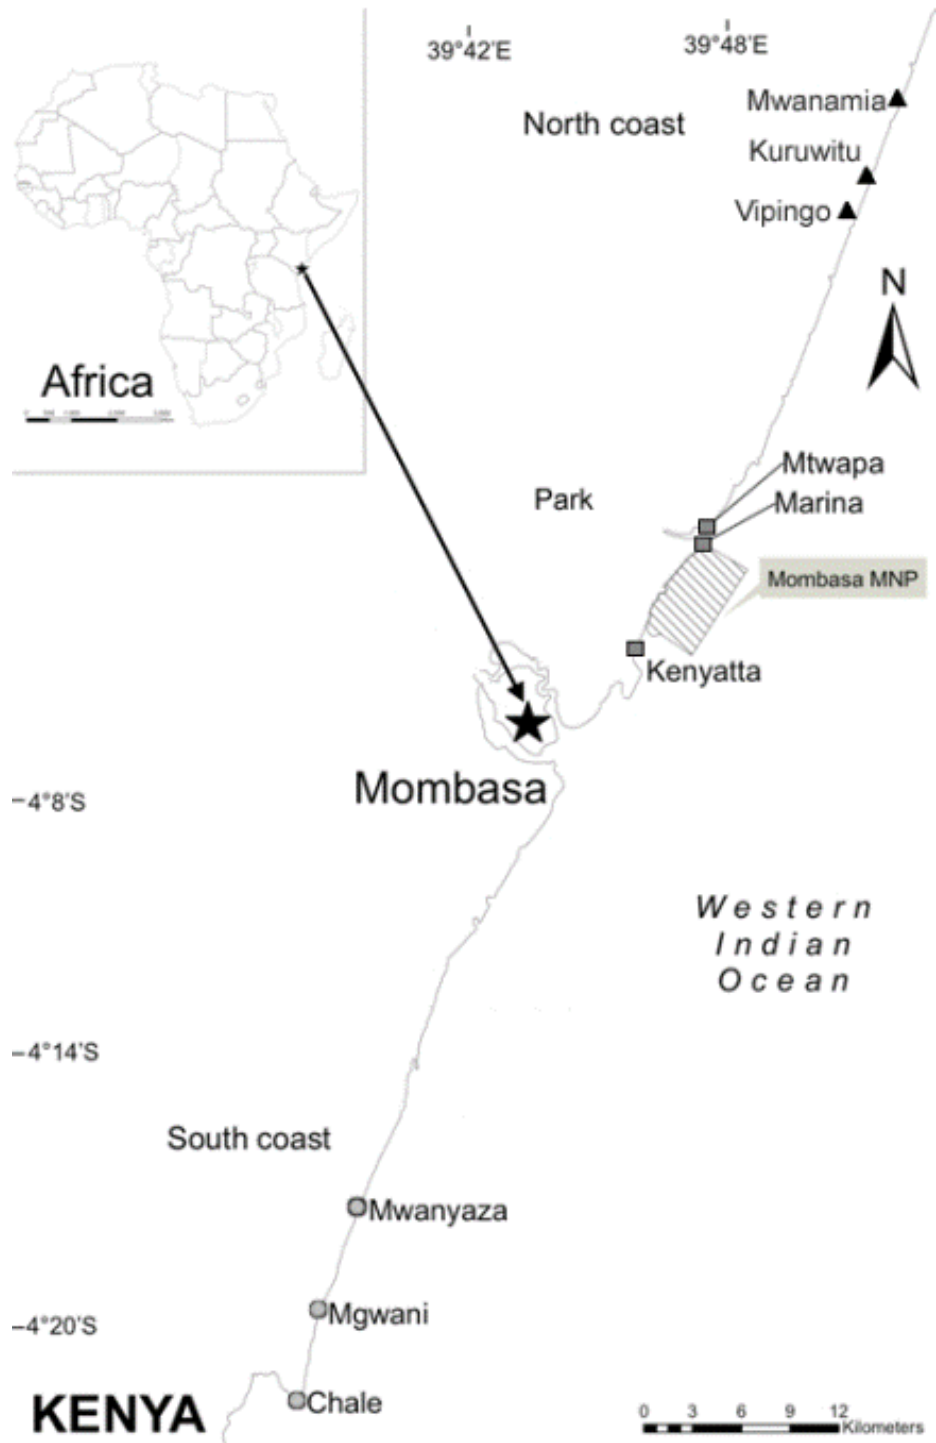 39°42'E
39°48'E
Mwanamia
North coast
Kuruwitu
Vipingo
N
Africa
Mtwapa
Park
Marina
Mombasa MNP
Kenyatta
Mombasa
4°8'S
Western
Indian
Ocean
4°14'S
South coast
Mwanyaza
Mgwani
4°20'S
Chale
KENYA
0 3 6 9 12
Kilometers